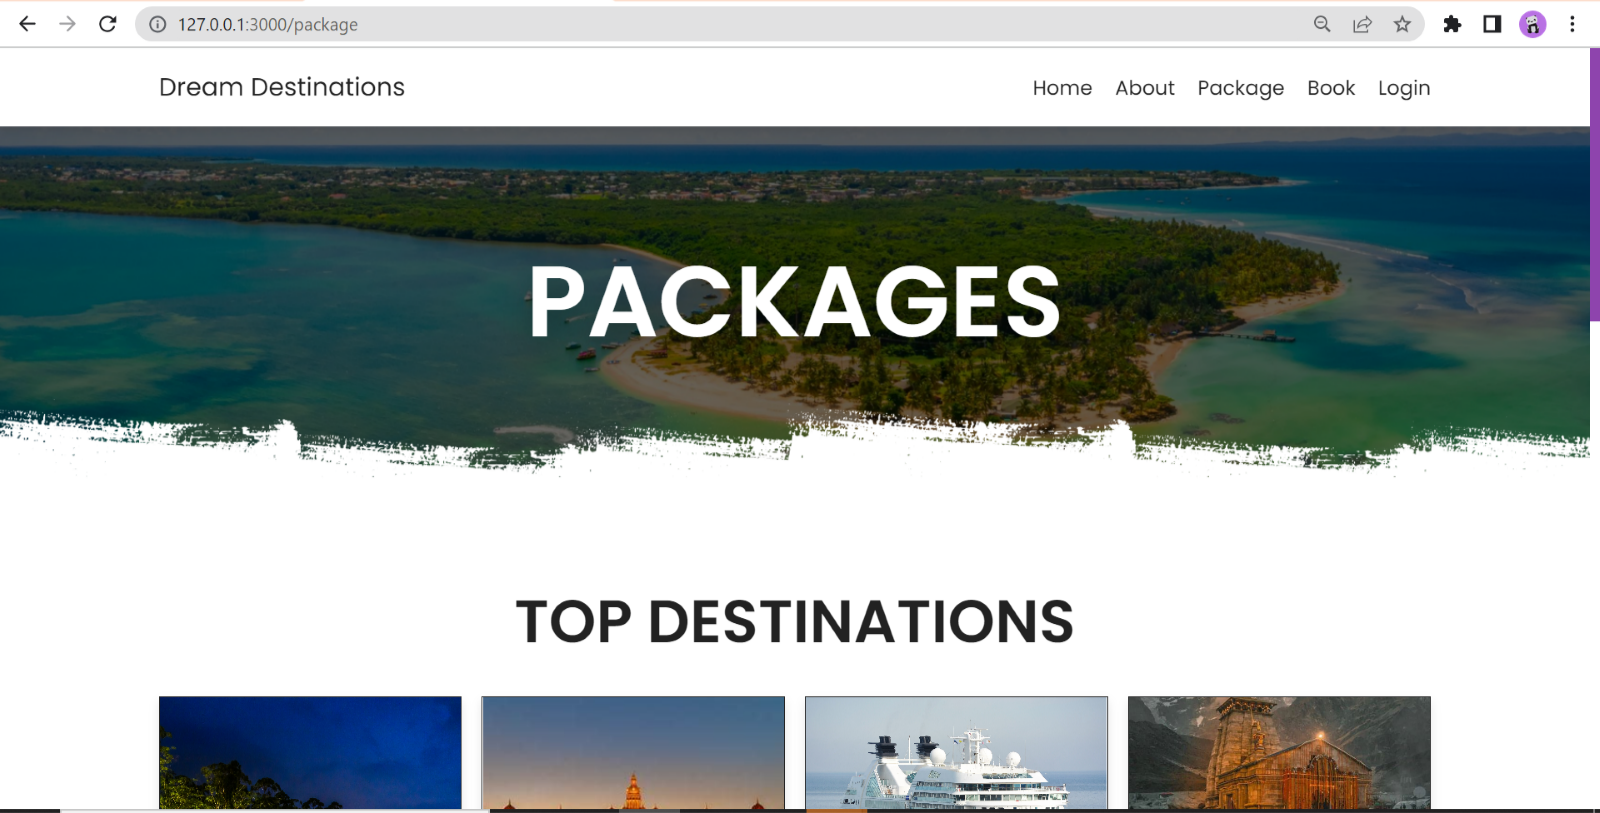 127.0.0.1:3000/package
Dream Destinations
Home About Package Book Login
PACKAGES
TOP DESTINATIONS